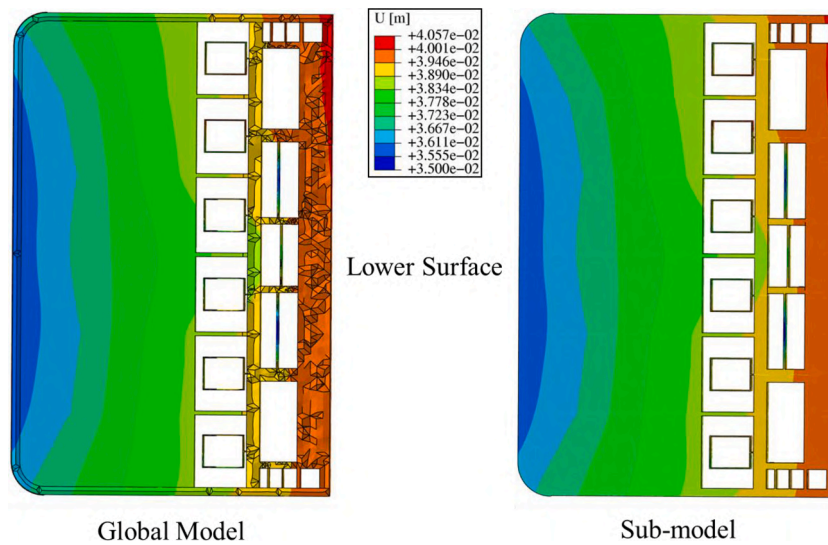 U [m]
+4.057e-02
+4.001e-02
+3.946e-02
+3.890e-02
+3.834e-02
+3.778e-02
+3.723e-02
+3.667e-02
+3.611e-02
+3.555e-02
+3.500e-02
Lower Surface
Global Model
Sub-model